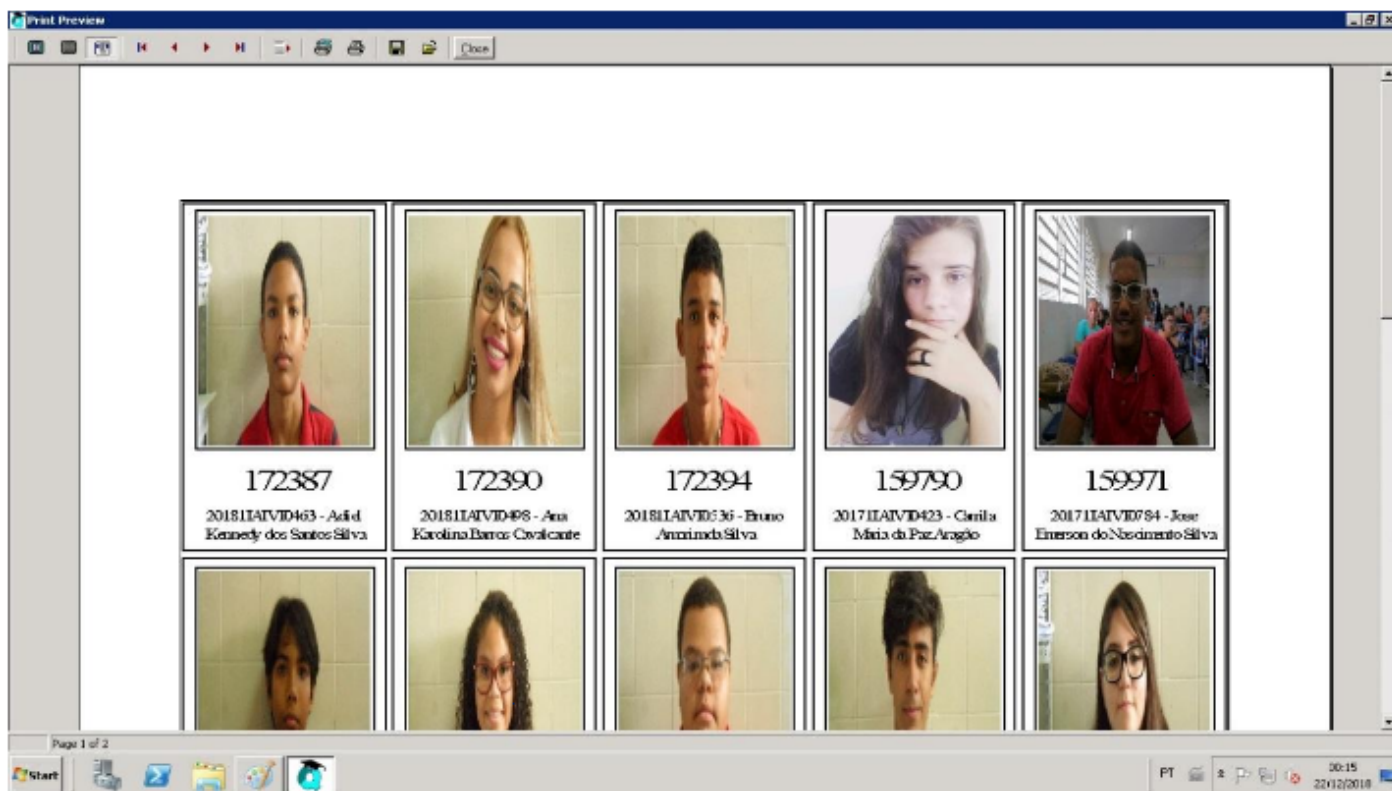 Print Preview
Close
172387
172390
172394
159790
159971
20181IAIVI0463 - Adiel
Kennedy dos Santos Silva
20181IAIVI0498 - Ana
Karolina Barros Cavalcante
20181IAIVI0536 - Bruno
Amorim da Silva
20171IAIVI0423 - Camila
Maria da Paz Aragão
20171IAIVI0784 - Jose
Emerson do Nascimento Silva
Page 1 of 2
Start
PT
00:15
22/12/2018